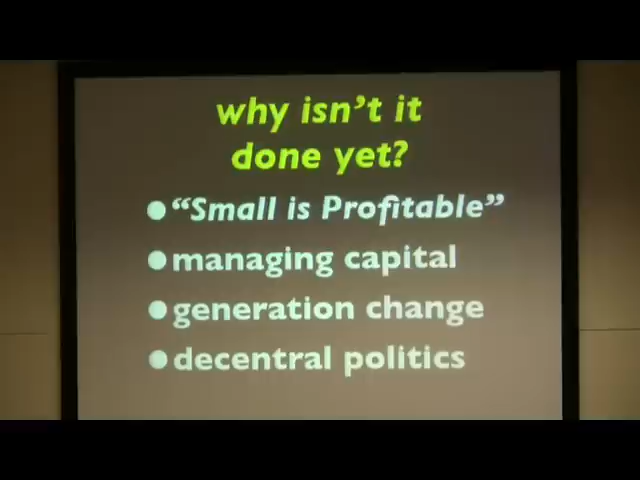 why isn't it
done yet?
●“Small is Profitable”
●managing capital
●generation change
●decentral politics